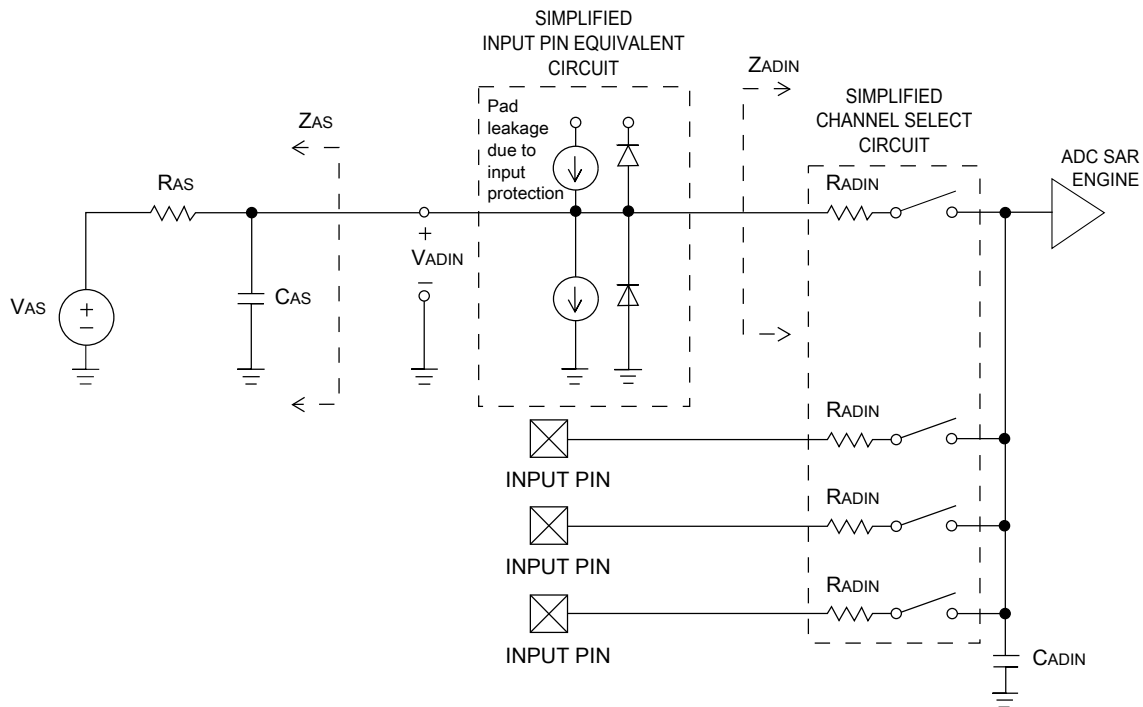 SIMPLIFIED
INPUT PIN EQUIVALENT
CIRCUIT
ZADIN
SIMPLIFIED
CHANNEL SELECT
CIRCUIT
Pad
leakage
due to
input
protection
ZAS
ADC SAR
ENGINE
RAS
RADIN
+
VADIN
–
VAS
+
–
CAS
RADIN
INPUT PIN
RADIN
INPUT PIN
RADIN
INPUT PIN
CADIN